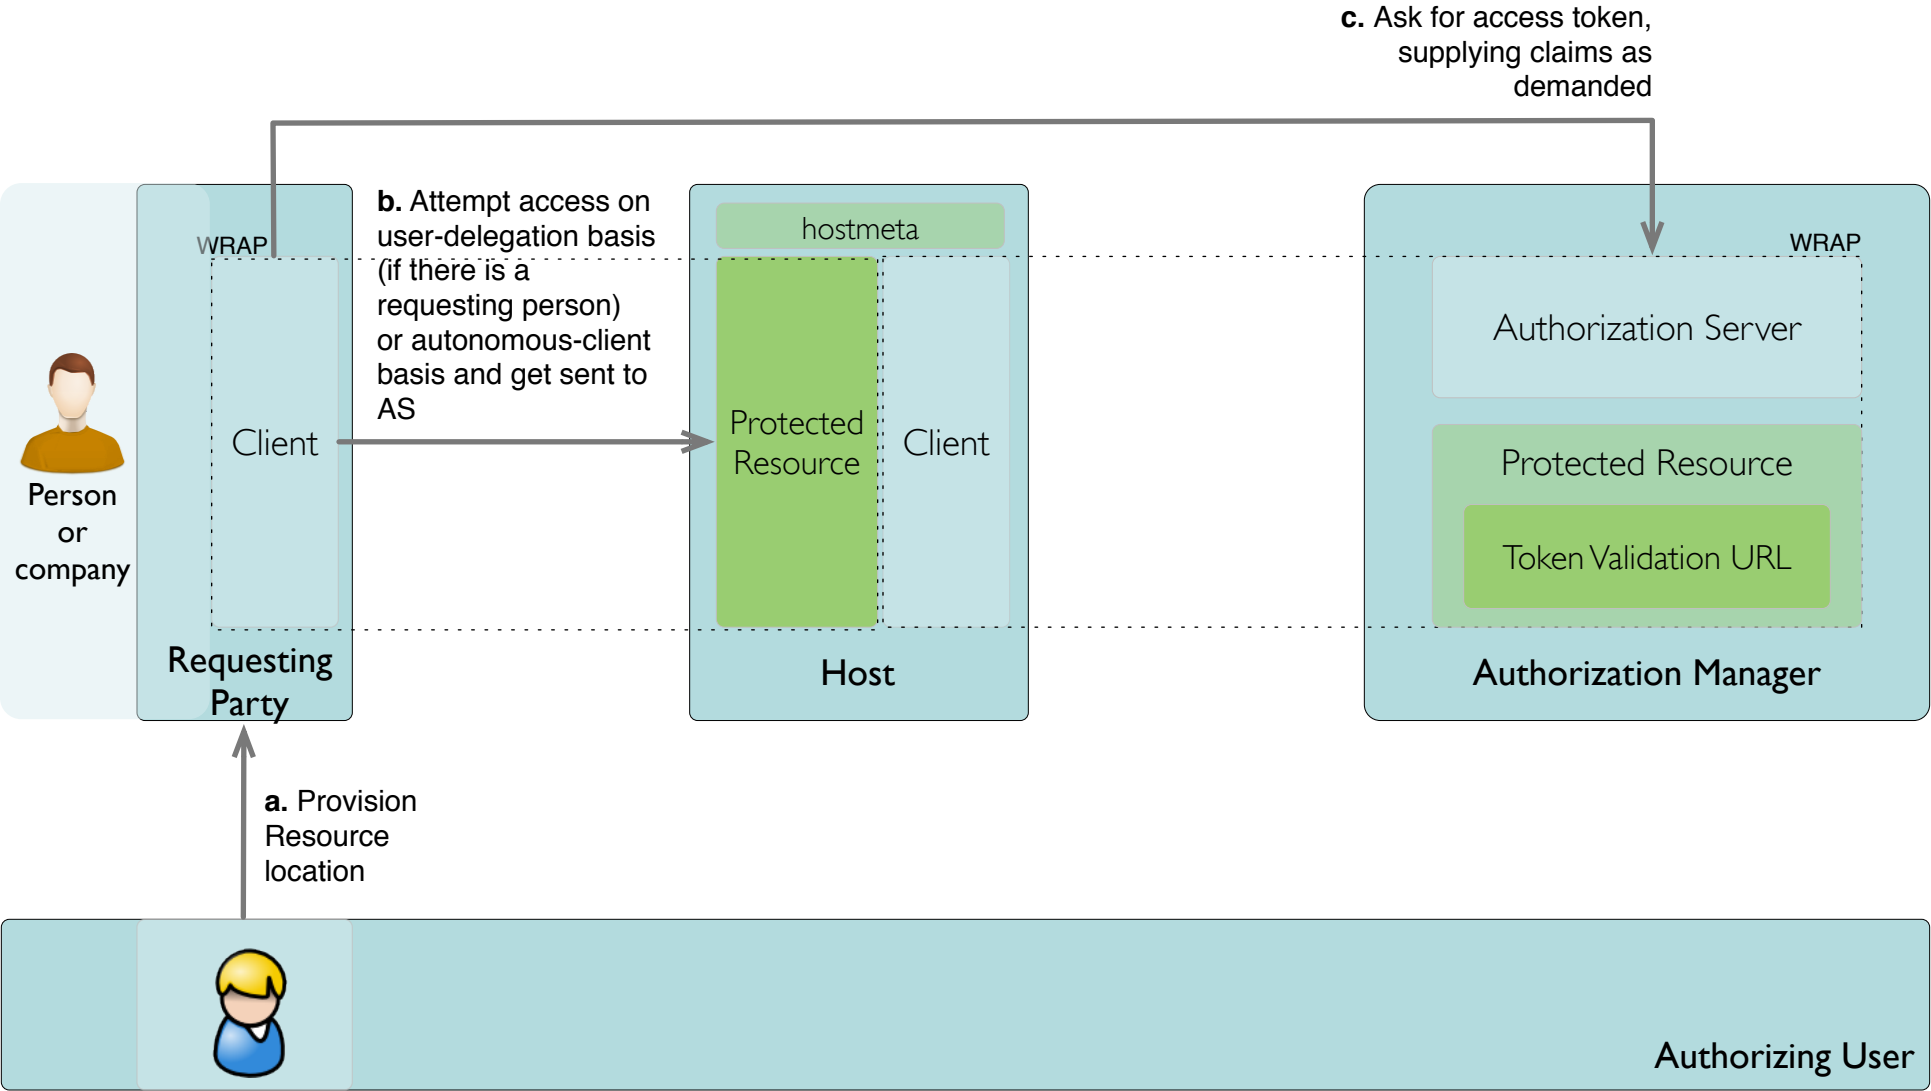 c. Ask for access token,
supplying claims as
demanded
WRAP
b. Attempt access on
user-delegation basis
(if there is a
requesting person)
or autonomous-client
basis and get sent to
AS
hostmeta
WRAP
Authorization Server
Client
Protected
Resource
Client
Protected Resource
Token Validation URL
Person
or
company
Requesting
Party
Host
Authorization Manager
a. Provision
Resource
location
Authorizing User